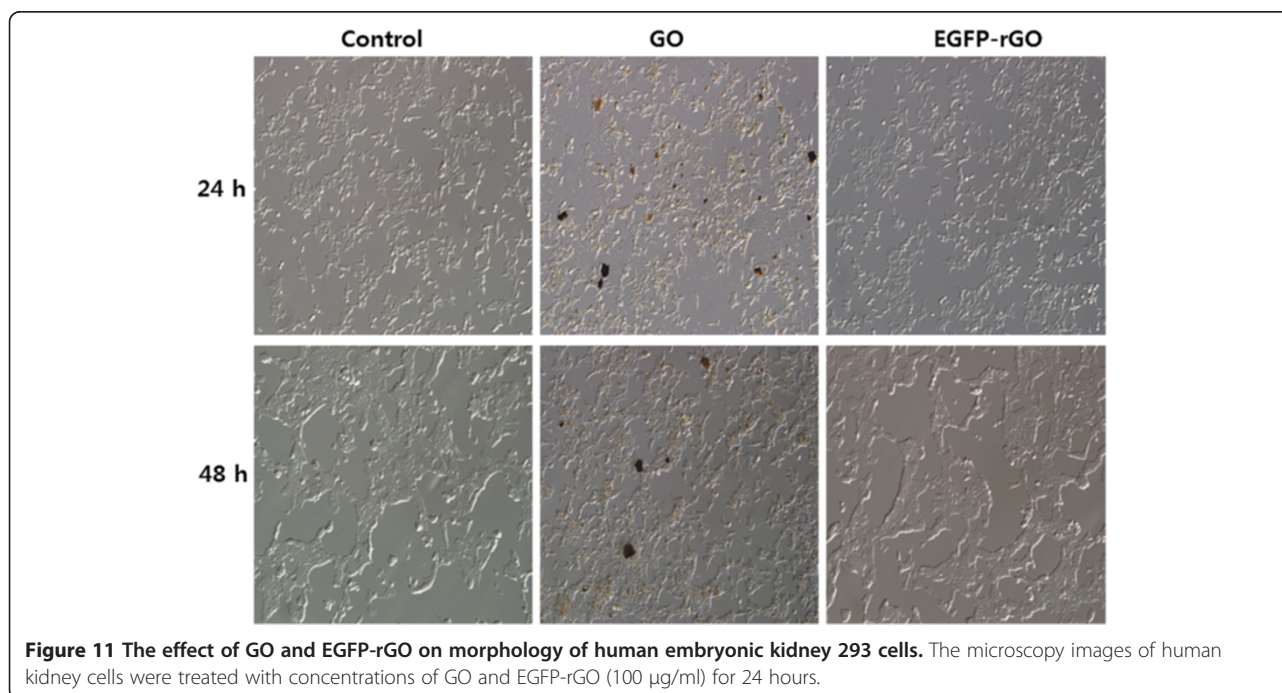 Control GO EGFP-rGO
24 h
48 h
Figure 11 The effect of GO and EGFP-rGO on morphology of human embryonic kidney 293 cells. The microscopy images of human
kidney cells were treated with concentrations of GO and EGFP-rGO (100 μg/ml) for 24 hours.